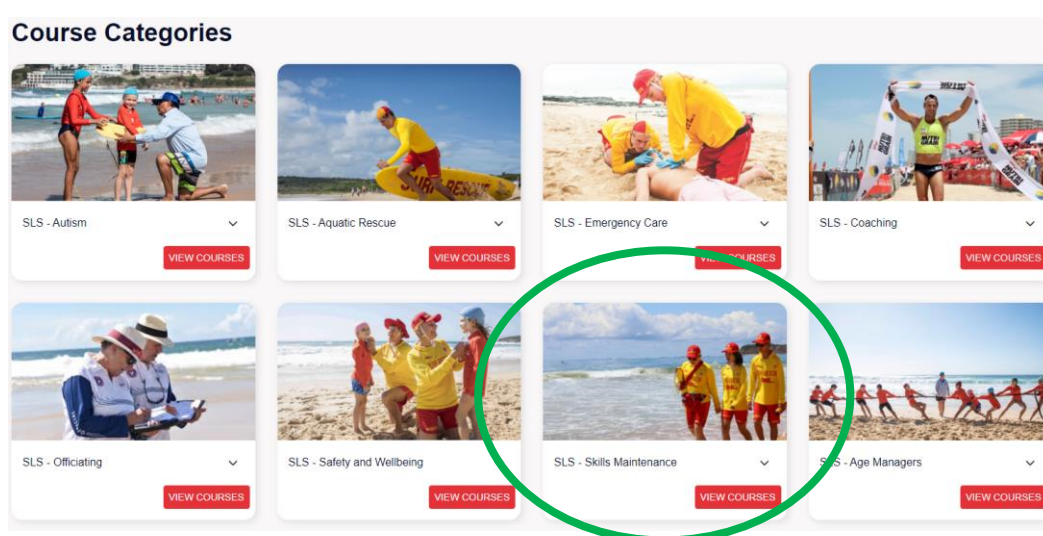 Course Categories
SURF RESCUE
SLS - Autism
SLS - Aquatic Rescue
SLS - Emergency Care
SLS - Coaching
VIEW COURSES
VIEW COURSES
VIEW COURSES
VIEW COURSES
SLS - Officiating
SLS - Safety and Wellbeing
SLS - Skills Maintenance
SLS - Age Managers
VIEW COURSES
VIEW COURSES
VIEW COURSES
VIEW COURSES